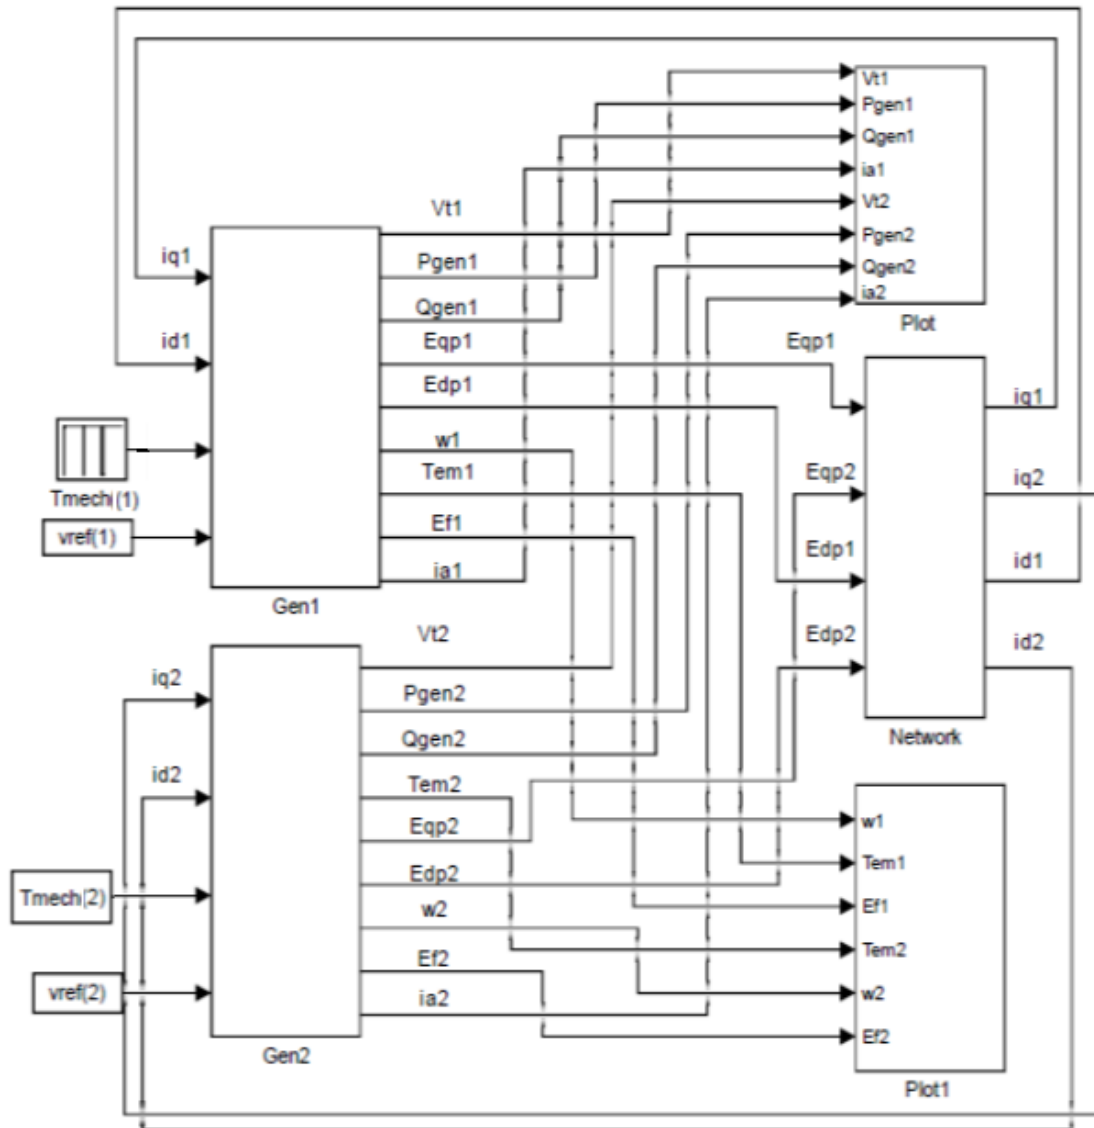 Vt1
Pgen1
Qgen1
ia1
Vt2
Pgen2
Qgen2
ia2
Plot
iq1
id1
Tmech(1)
vref(1)
Vt1
Pgen1
Qgen1
Eqp1
Edp1
w1
Tem1
Ef1
ia1
Gen1
Eqp1
Eqp2
Edp1
Edp2
iq1
iq2
id1
id2
Network
iq2
id2
Tmech(2)
vref(2)
Vt2
Pgen2
Qgen2
Tem2
Eqp2
Edp2
w2
Ef2
ia2
Gen2
w1
Tem1
Ef1
Tem2
w2
Ef2
Plot1